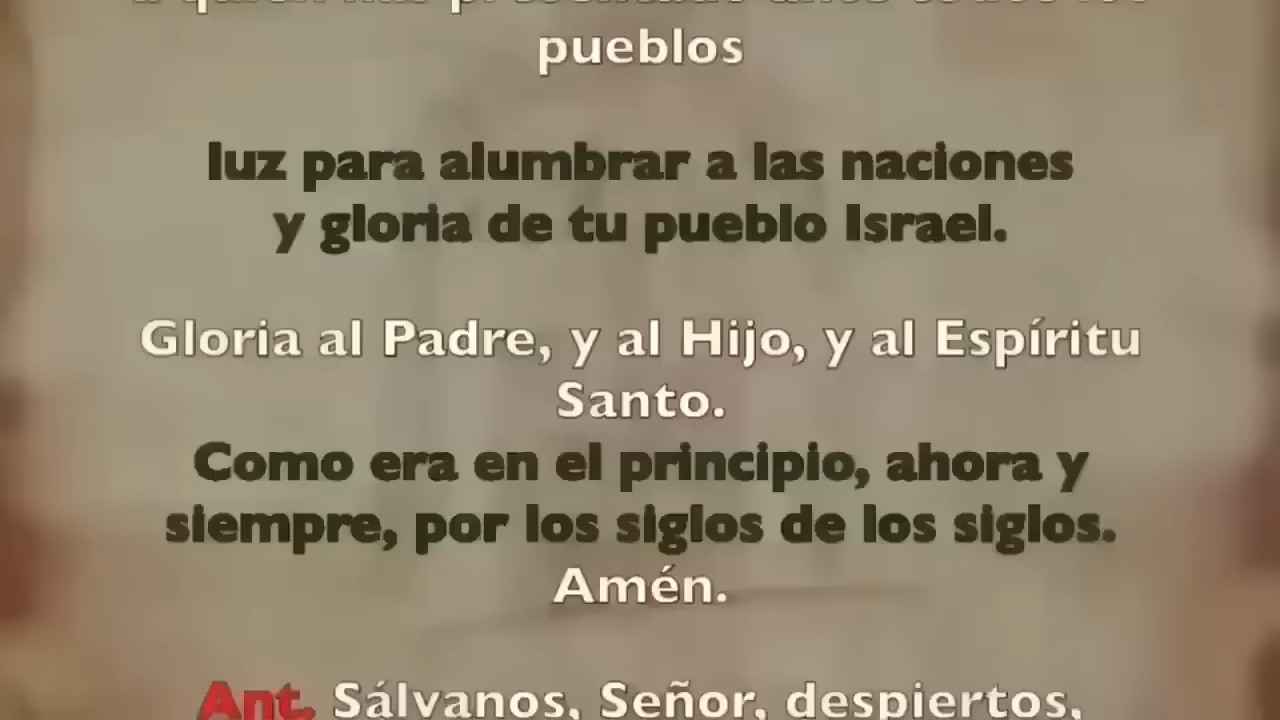 pueblos
luz para alumbrar a las naciones
y gloria de tu pueblo Israel.
Gloria al Padre, y al Hijo, y al Espíritu
Santo.
Como era en el principio, ahora y
siempre, por los siglos de los siglos.
Amén.
Ant. Sálvanos, Señor, despiertos,